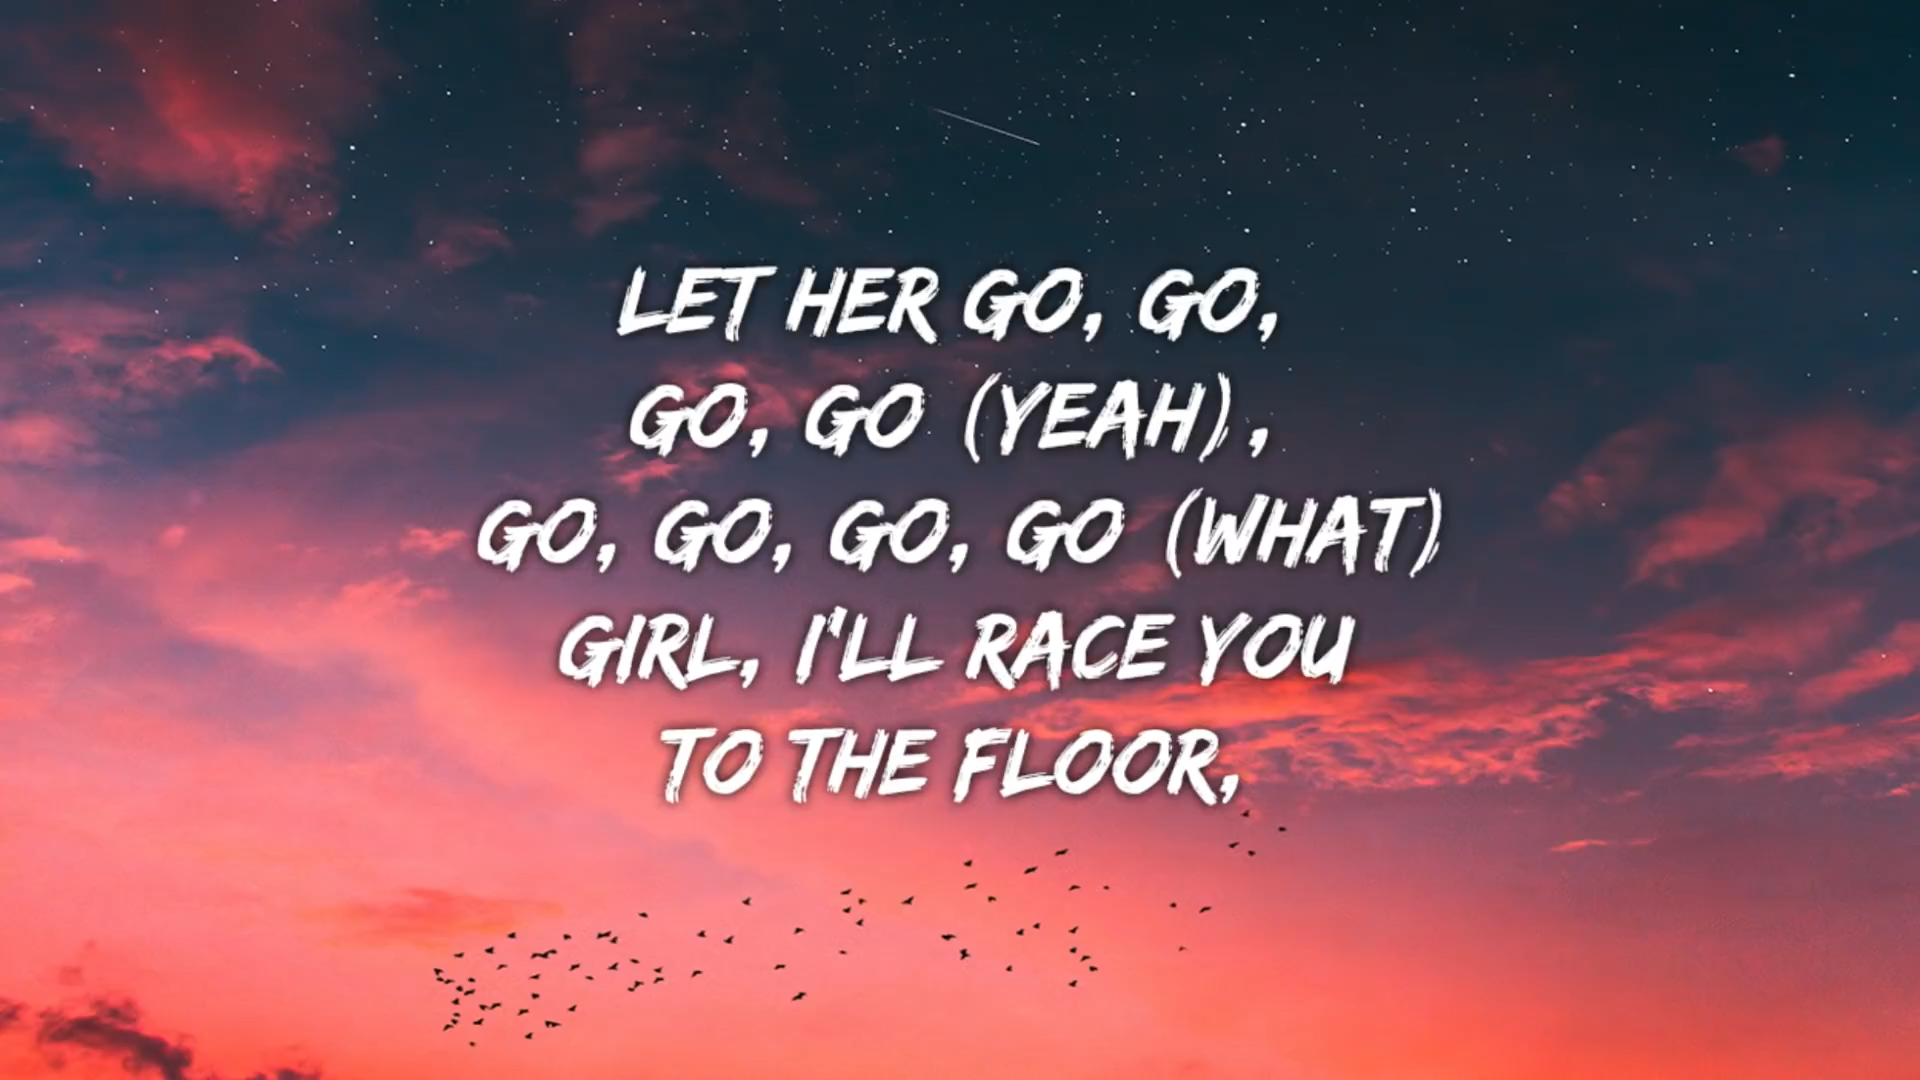 LET HER GO, GO,
GO, GO (YEAH),
GO, GO, GO, GO (WHAT)
GIRL, I'LL RACE YOU
TO THE FLOOR,